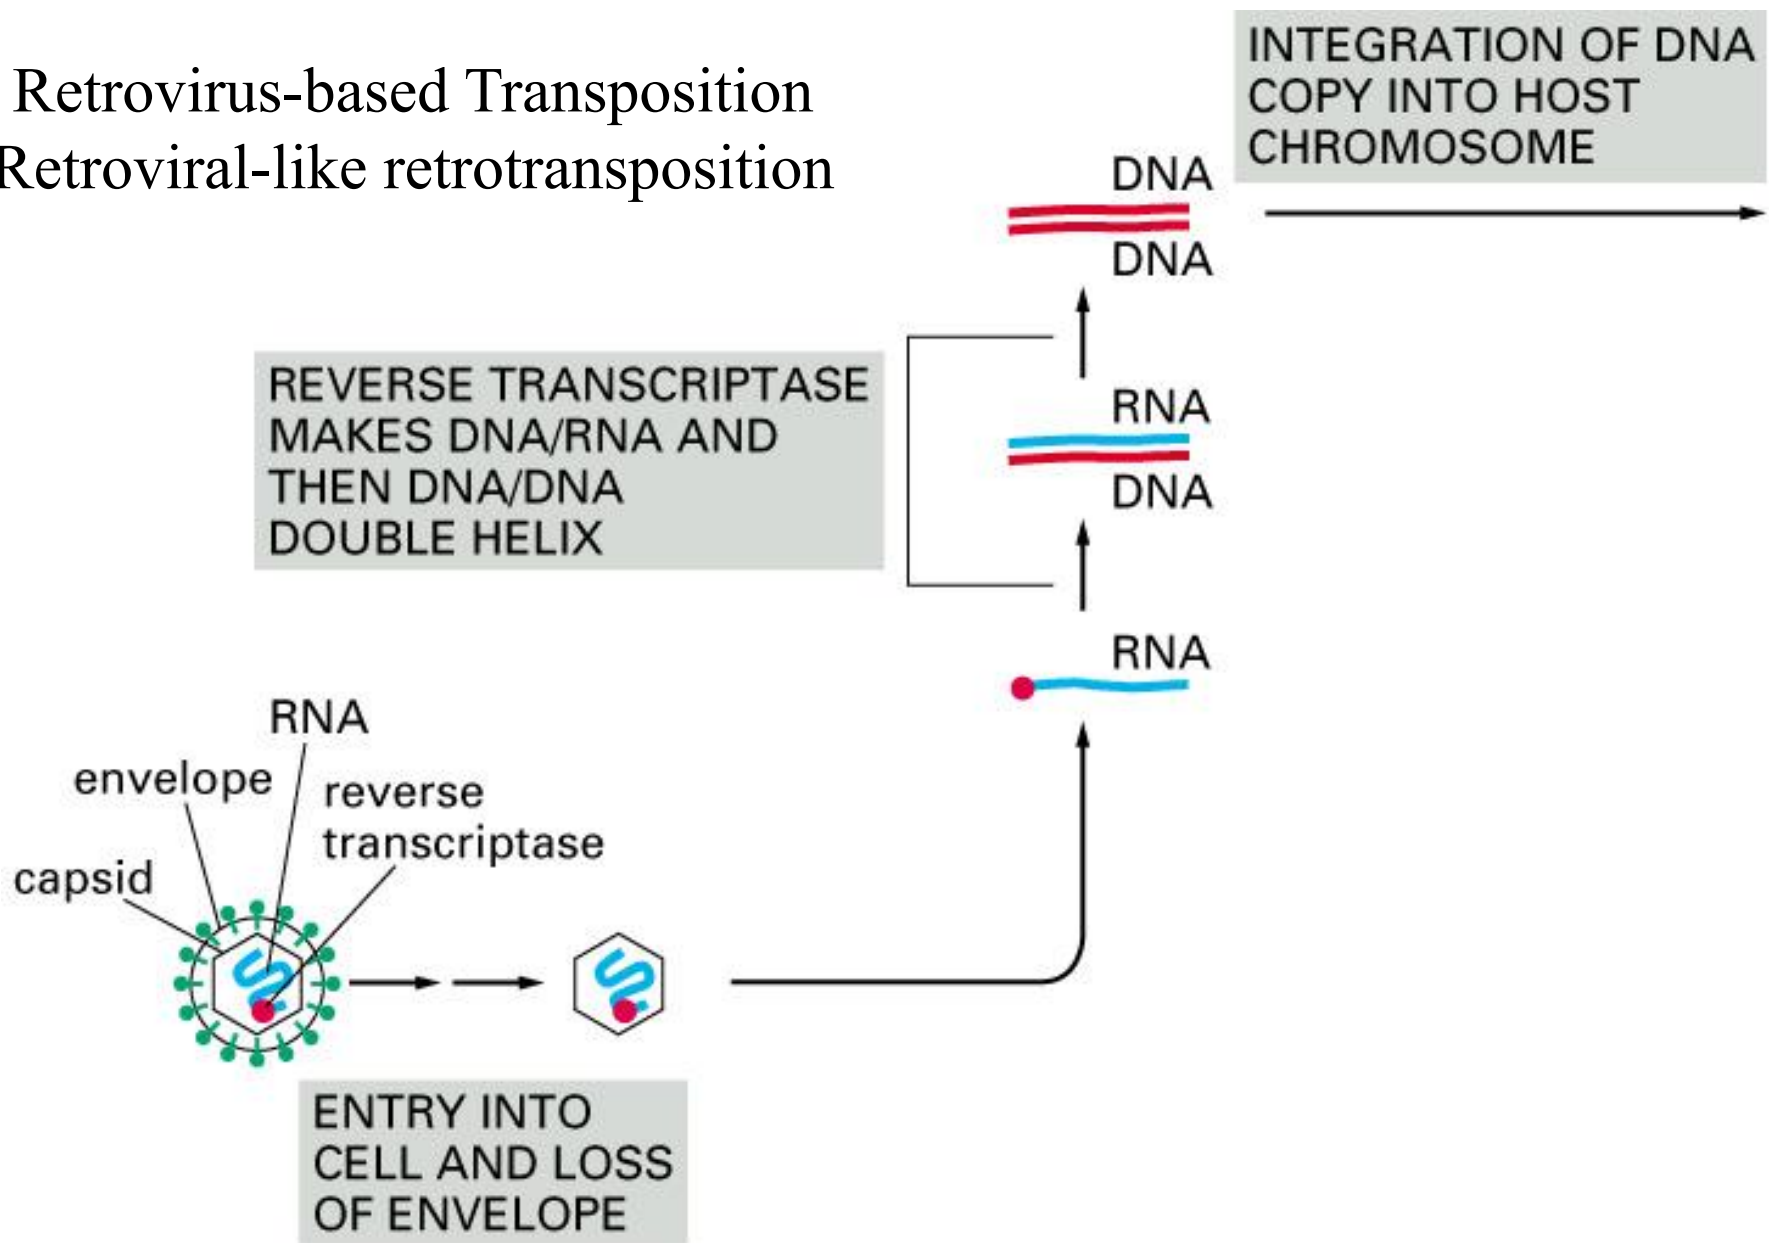 Retrovirus-based Transposition
Retroviral-like retrotransposition
INTEGRATION OF DNA
COPY INTO HOST
CHROMOSOME
DNA
DNA
REVERSE TRANSCRIPTASE
MAKES DNA/RNA AND
THEN DNA/DNA
DOUBLE HELIX
RNA
DNA
RNA
RNA
envelope
reverse
transcriptase
capsid
ENTRY INTO
CELL AND LOSS
OF ENVELOPE